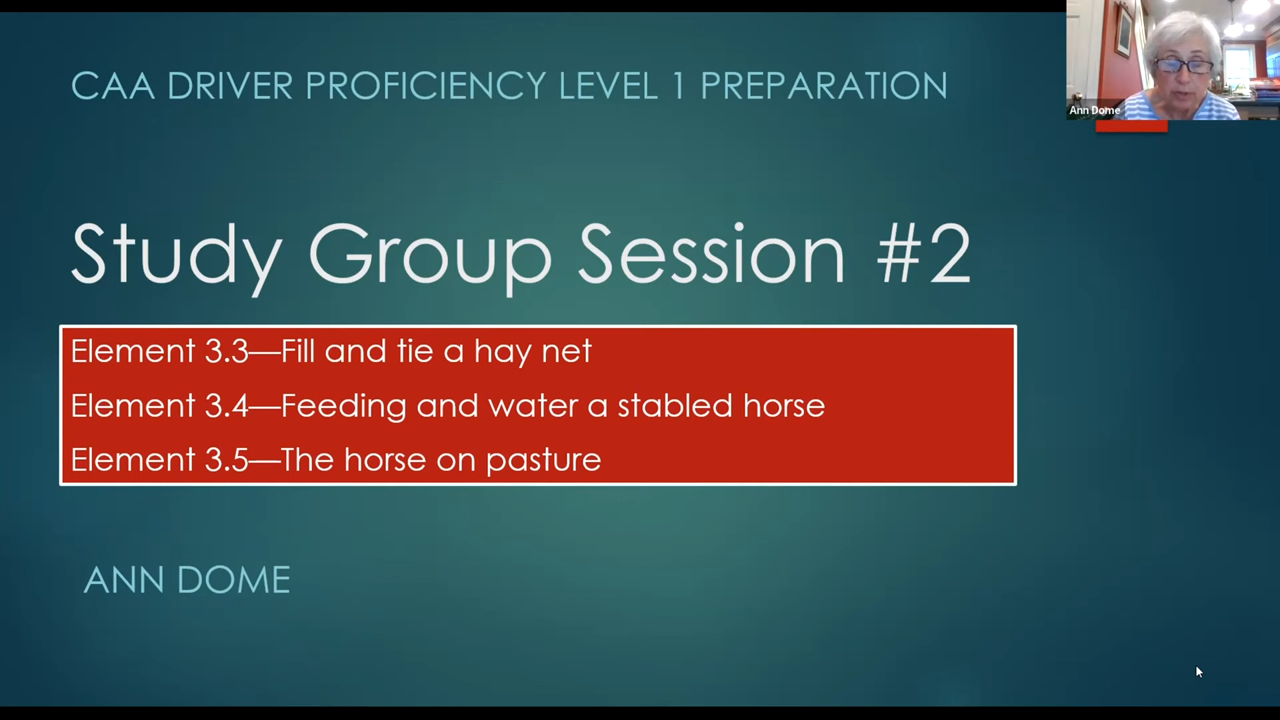 CAA DRIVER PROFICIENCY LEVEL 1 PREPARATION
Ann Dome
Study Group Session #2
Element 3.3—Fill and tie a hay net
Element 3.4—Feeding and water a stabled horse
Element 3.5—The horse on pasture
ANN DOME